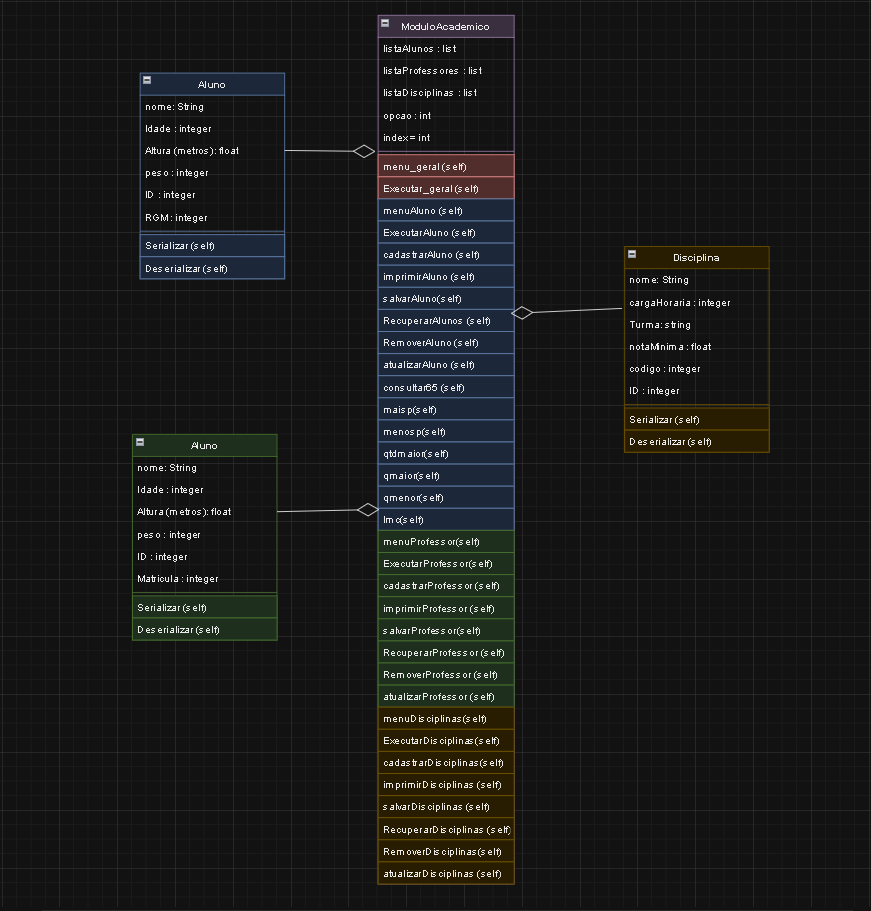 ModuloAcademico
listaAlunos : list
listaProfessores : list
listaDisciplinas : list
opcao : int
index= int
menu_geral (self)
Executar_geral (self)
menuAluno (self)
ExecutarAluno (self)
cadastrarAluno (self)
imprimirAluno (self)
salvarAluno(self)
RecuperarAlunos (self)
RemoverAluno (self)
atualizarAluno (self)
consultar65 (self)
maisp(self)
menosp(self)
qtdmaior(self)
qmaior(self)
qmenor(self)
Imc(self)
menuProfessor(self)
ExecutarProfessor(self)
cadastrarProfessor (self)
imprimirProfessor (self)
salvarProfessor(self)
RecuperarProfessor (self)
RemoverProfessor (self)
atualizarProfessor (self)
menuDisciplinas(self)
ExecutarDisciplinas(self)
cadastrarDisciplinas(self)
imprimirDisciplinas (self)
salvarDisciplinas (self)
RecuperarDisciplinas (self)
RemoverDisciplinas(self)
atualizarDisciplinas (self)
Aluno
nome: String
Idade : integer
Altura (metros): float
peso : integer
ID : integer
RGM: integer
Serializar (self)
Deserializar (self)
Disciplina
nome: String
cargaHoraria : integer
Turma: string
notaMinima : float
codigo : integer
ID : integer
Serializar (self)
Deserializar (self)
Aluno
nome: String
Idade : integer
Altura (metros): float
peso : integer
ID : integer
Matricula : integer
Serializar (self)
Deserializar (self)